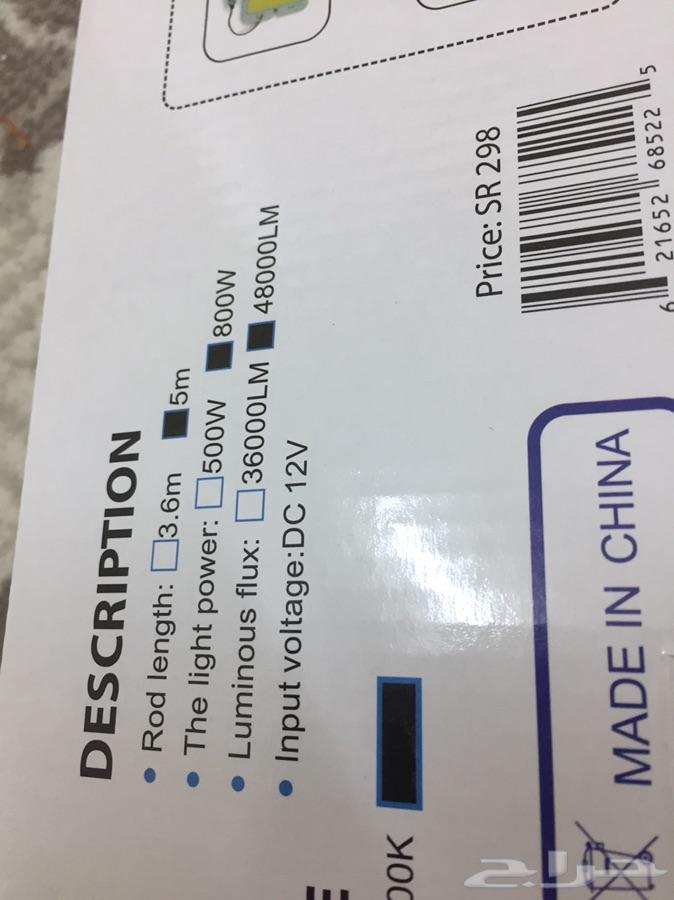 DESCRIPTION
• Rod length: □3.6m ■5m
• The light power: □500W ■800W
• Luminous flux: □36000LM ■48000LM
• Input voltage:DC 12V
Price: SR 298
6 21652 68522 5
00K
MADE IN CHINA
حراج